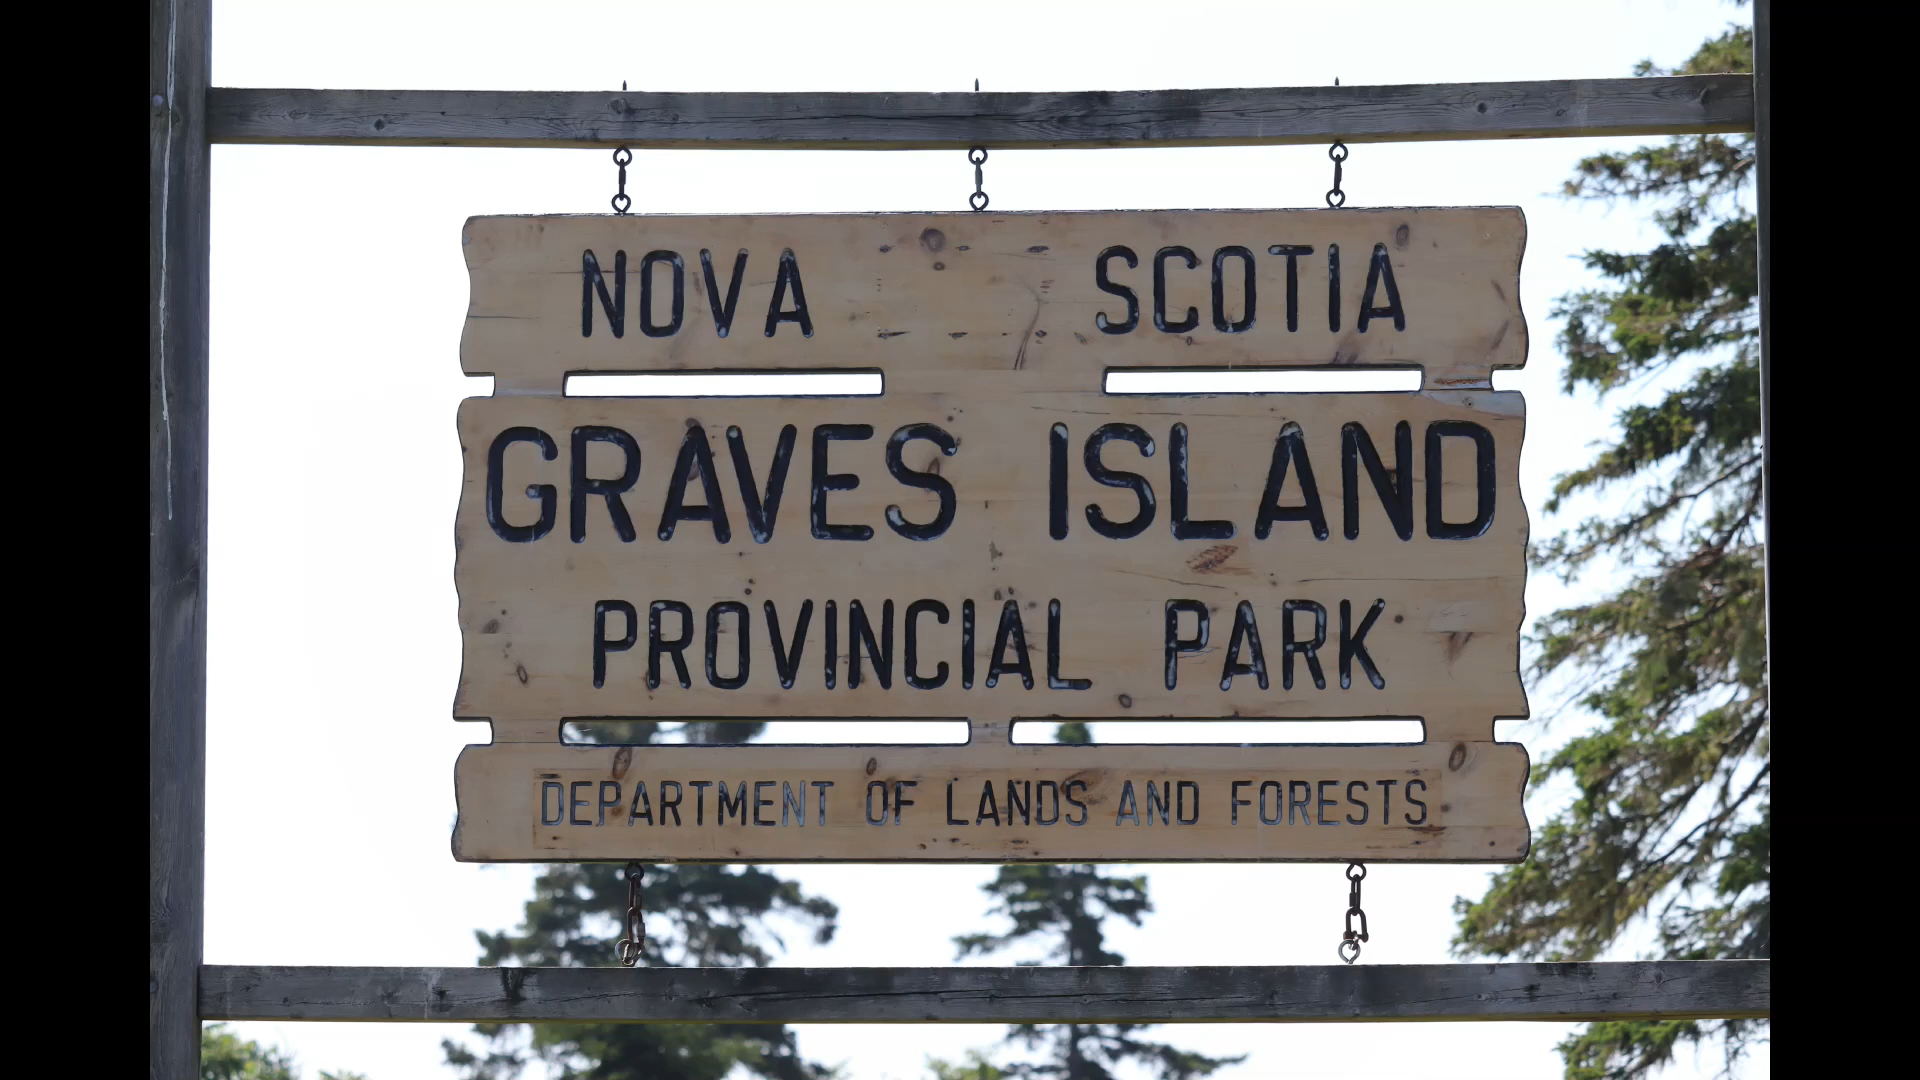 NOVA SCOTIA
GRAVES ISLAND
PROVINCIAL PARK
DEPARTMENT OF LANDS AND FORESTS